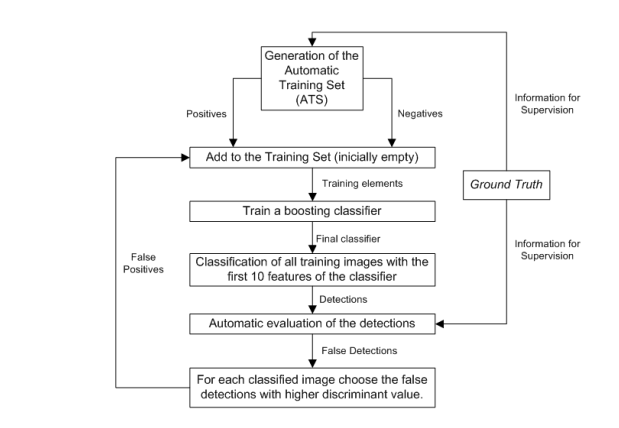 Generation of the
Automatic
Training Set
(ATS)
Information for
Supervision
Positives
Negatives
Add to the Training Set (inicially empty)
Training elements
Ground Truth
Train a boosting classifier
Final classifier
False
Positives
Information for
Supervision
Classification of all training images with the
first 10 features of the classifier
Detections
Automatic evaluation of the detections
False Detections
For each classified image choose the false
detections with higher discriminant value.